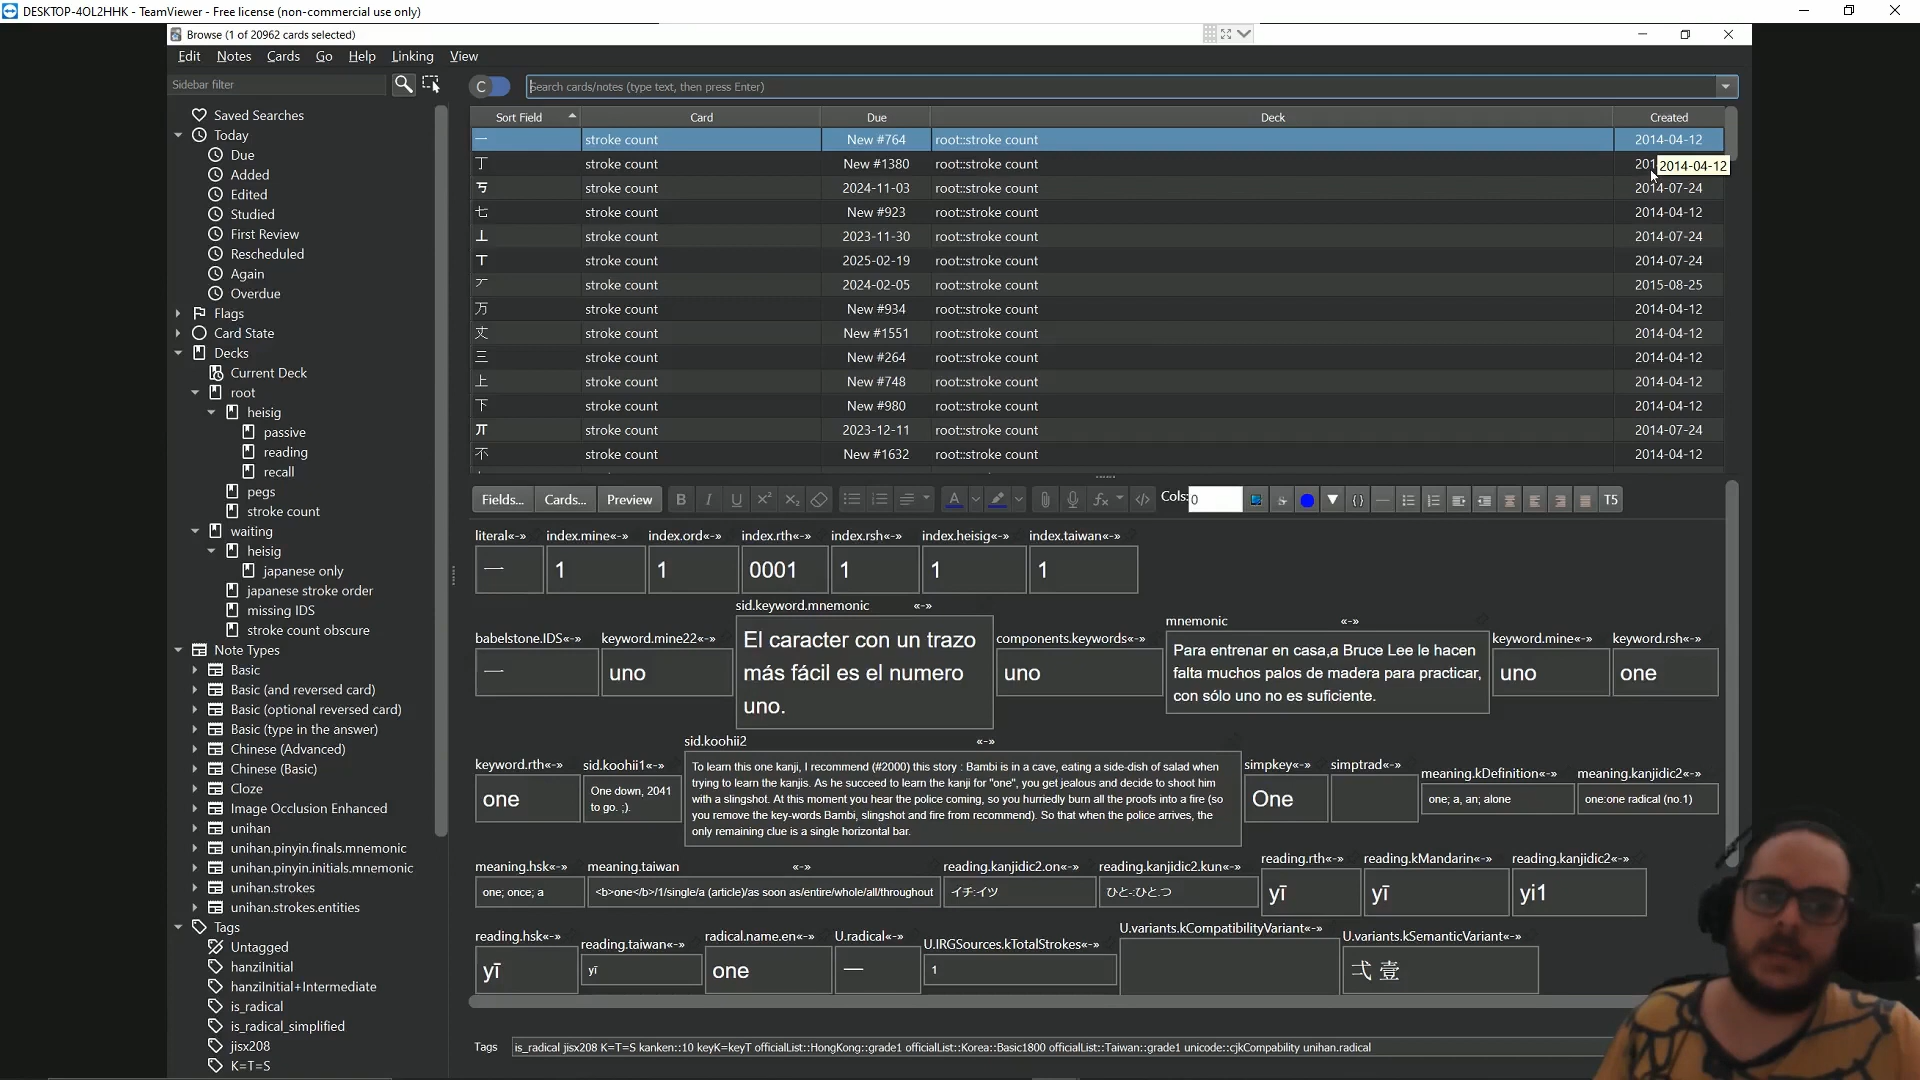 DESKTOP-4OL2HHK - TeamViewer - Free license (non-commercial use only)
Browse (1 of 20962 cards selected)
Edit Notes Cards Go Help Linking View
Sidebar filter
C
Search cards/notes (type text, then press Enter)
Saved Searches
Today
Due
Added
Edited
Studied
First Review
Rescheduled
Again
Overdue
Flags
Card State
Decks
Current Deck
root
heisig
passive
reading
recall
pegs
stroke count
waiting
heisig
japanese only
japanese stroke order
missing IDS
stroke count obscure
Note Types
Basic
Basic (and reversed card)
Basic (optional reversed card)
Basic (type in the answer)
Chinese (Advanced)
Chinese (Basic)
Cloze
Image Occlusion Enhanced
unihan
unihan.pinyin.finals.mnemonic
unihan.pinyin.initials.mnemonic
unihan.strokes
unihan.strokes.entities
Tags
Untagged
hanziInitial
hanziInitial+Intermediate
is_radical
is_radical_simplified
jisx208
K=T=S
Sort Field Card Due Deck Created
一 stroke count New #764 root::stroke count 2014-04-12
丁 stroke count New #1380 root::stroke count 201
2014-04-12
丂 stroke count 2024-11-03 root::stroke count 2014-07-24
七 stroke count New #923 root::stroke count 2014-04-12
丄 stroke count 2023-11-30 root::stroke count 2014-07-24
丅 stroke count 2025-02-19 root::stroke count 2014-07-24
丆 stroke count 2024-02-05 root::stroke count 2015-08-25
万 stroke count New #934 root::stroke count 2014-04-12
丈 stroke count New #1551 root::stroke count 2014-04-12
三 stroke count New #264 root::stroke count 2014-04-12
上 stroke count New #748 root::stroke count 2014-04-12
下 stroke count New #980 root::stroke count 2014-04-12
丌 stroke count 2023-12-11 root::stroke count 2014-07-24
不 stroke count New #1632 root::stroke count 2014-04-12
Fields... Cards... Preview B I U Cols: 0 T5
literal«-» index.mine«-» index.ord«-» index.rth«-» index.rsh«-» index.heisig«-» index.taiwan«-»
一 1 1 0001 1 1 1
babelstone.IDS«-» keyword.mine22«-» sid.keyword.mnemonic «-» components.keywords«-» mnemonic «-» keyword.mine«-» keyword.rsh«-»
一 uno
El caracter con un trazo
más fácil es el numero
uno.
uno
Para entrenar en casa,a Bruce Lee le hacen
falta muchos palos de madera para practicar,
con sólo uno no es suficiente.
uno one
keyword.rth«-» sid.koohii1«-» sid.koohii2 «-» simpkey«-» simptrad«-» meaning.kDefinition«-» meaning.kanjidic2«-»
one
One down, 2041
to go. ;).
To learn this one kanji, I recommend (#2000) this story : Bambi is in a cave, eating a side-dish of salad when
trying to learn the kanjis. As he succeed to learn the kanji for "one", you get jealous and decide to shoot him
with a slingshot. At this moment you hear the police coming, so you hurriedly burn all the proofs into a fire (so
you remove the key-words Bambi, slingshot and fire from recommend). So that when the police arrives, the
only remaining clue is a single horizontal bar.
One one; a, an; alone one:one radical (no.1)
meaning.hsk«-» meaning.taiwan «-» reading.kanjidic2.on«-» reading.kanjidic2.kun«-» reading.rth«-» reading.kMandarin«-» reading.kanjidic2«-»
one; once; a <b>one</b>/1/single/a (article)/as soon as/entire/whole/all/throughout イチ:イツ ひと-:ひと.つ yī yī yi1
reading.hsk«-» reading.taiwan«-» radical.name.en«-» U.radical«-» U.IRGSources.kTotalStrokes«-» U.variants.kCompatibilityVariant«-» U.variants.kSemanticVariant«-»
yī yī one 一 1 弌 壹
Tags is_radical jisx208 K=T=S kanken::10 keyK=keyT officialList::HongKong::grade1 officialList::Korea::Basic1800 officialList::Taiwan::grade1 unicode::cjkCompability unihan.radical